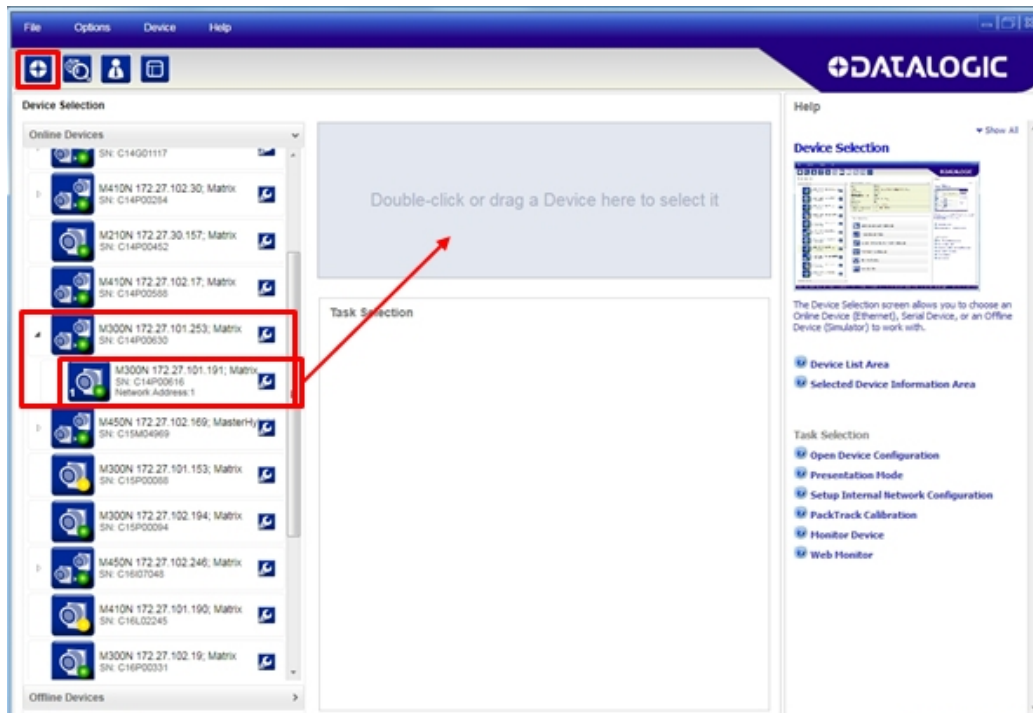 File Options Device Help
DATALOGIC
Device Selection
Online Devices
SN: C14G01117
M410N 172.27.102.30; Matrix
SN: C14P00284
M210N 172.27.30.157; Matrix
SN: C14P00452
M410N 172.27.102.17; Matrix
SN: C14P00588
M300N 172.27.101.253; Matrix
SN: C14P00630
M300N 172.27.101.191; Matrix
SN: C14P00616
Network Address:1
1
M450N 172.27.102.169; MasterHy
SN: C15M04969
M300N 172.27.101.153; Matrix
SN: C15P00088
M300N 172.27.102.194; Matrix
SN: C15P00094
M450N 172.27.102.246; Matrix
SN: C16I07048
M410N 172.27.101.190; Matrix
SN: C16L02245
M300N 172.27.102.19; Matrix
SN: C16P00331
Offline Devices
Double-click or drag a Device here to select it
Task Selection
Help
Show All
Device Selection
The Device Selection screen allows you to choose an
Online Device (Ethernet), Serial Device, or an Offline
Device (Simulator) to work with.
Device List Area
Selected Device Information Area
Task Selection
Open Device Configuration
Presentation Mode
Setup Internal Network Configuration
PackTrack Calibration
Monitor Device
Web Monitor